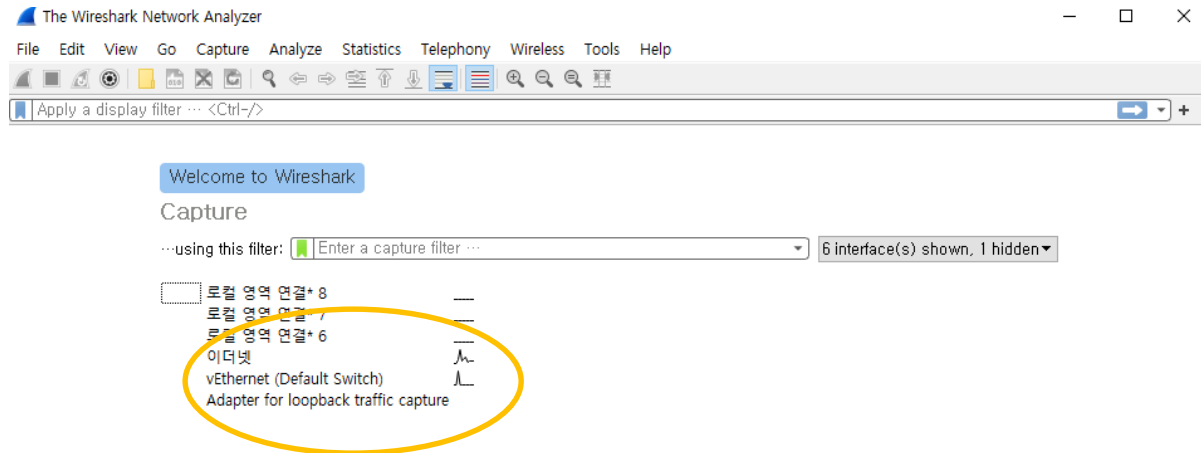 The Wireshark Network Analyzer
File Edit View Go Capture Analyze Statistics Telephony Wireless Tools Help
Apply a display filter ··· <Ctrl-/>
Welcome to Wireshark
Capture
···using this filter: Enter a capture filter ··· 6 interface(s) shown, 1 hidden
로컬 영역 연결* 8
로컬 영역 연결* 7
로컬 영역 연결* 6
이더넷
vEthernet (Default Switch)
Adapter for loopback traffic capture